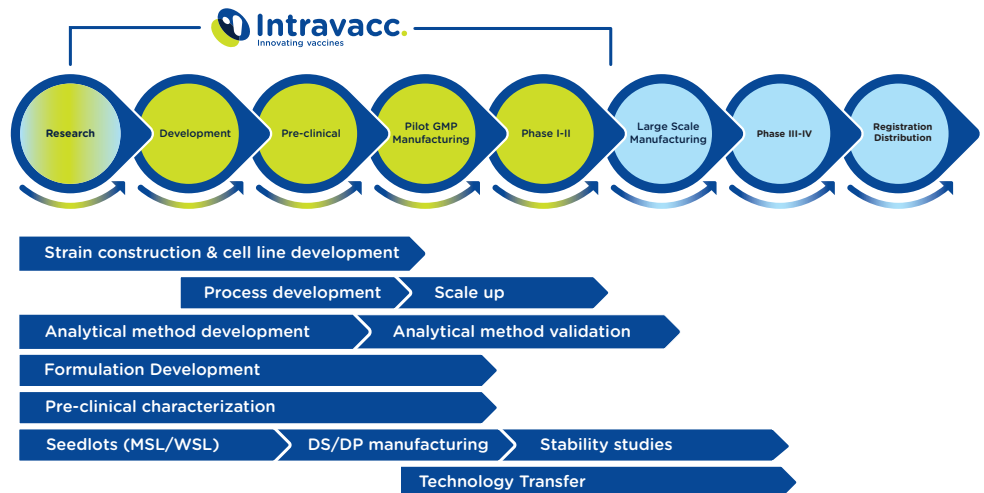 Intravacc.
Innovating vaccines
Research
Development
Pre-clinical
Pilot GMP
Manufacturing
Phase I-II
Large Scale
Manufacturing
Phase III-IV
Registration
Distribution
Strain construction & cell line development
Process development
Scale up
Analytical method development
Analytical method validation
Formulation Development
Pre-clinical characterization
Seedlots (MSL/WSL)
DS/DP manufacturing
Stability studies
Technology Transfer